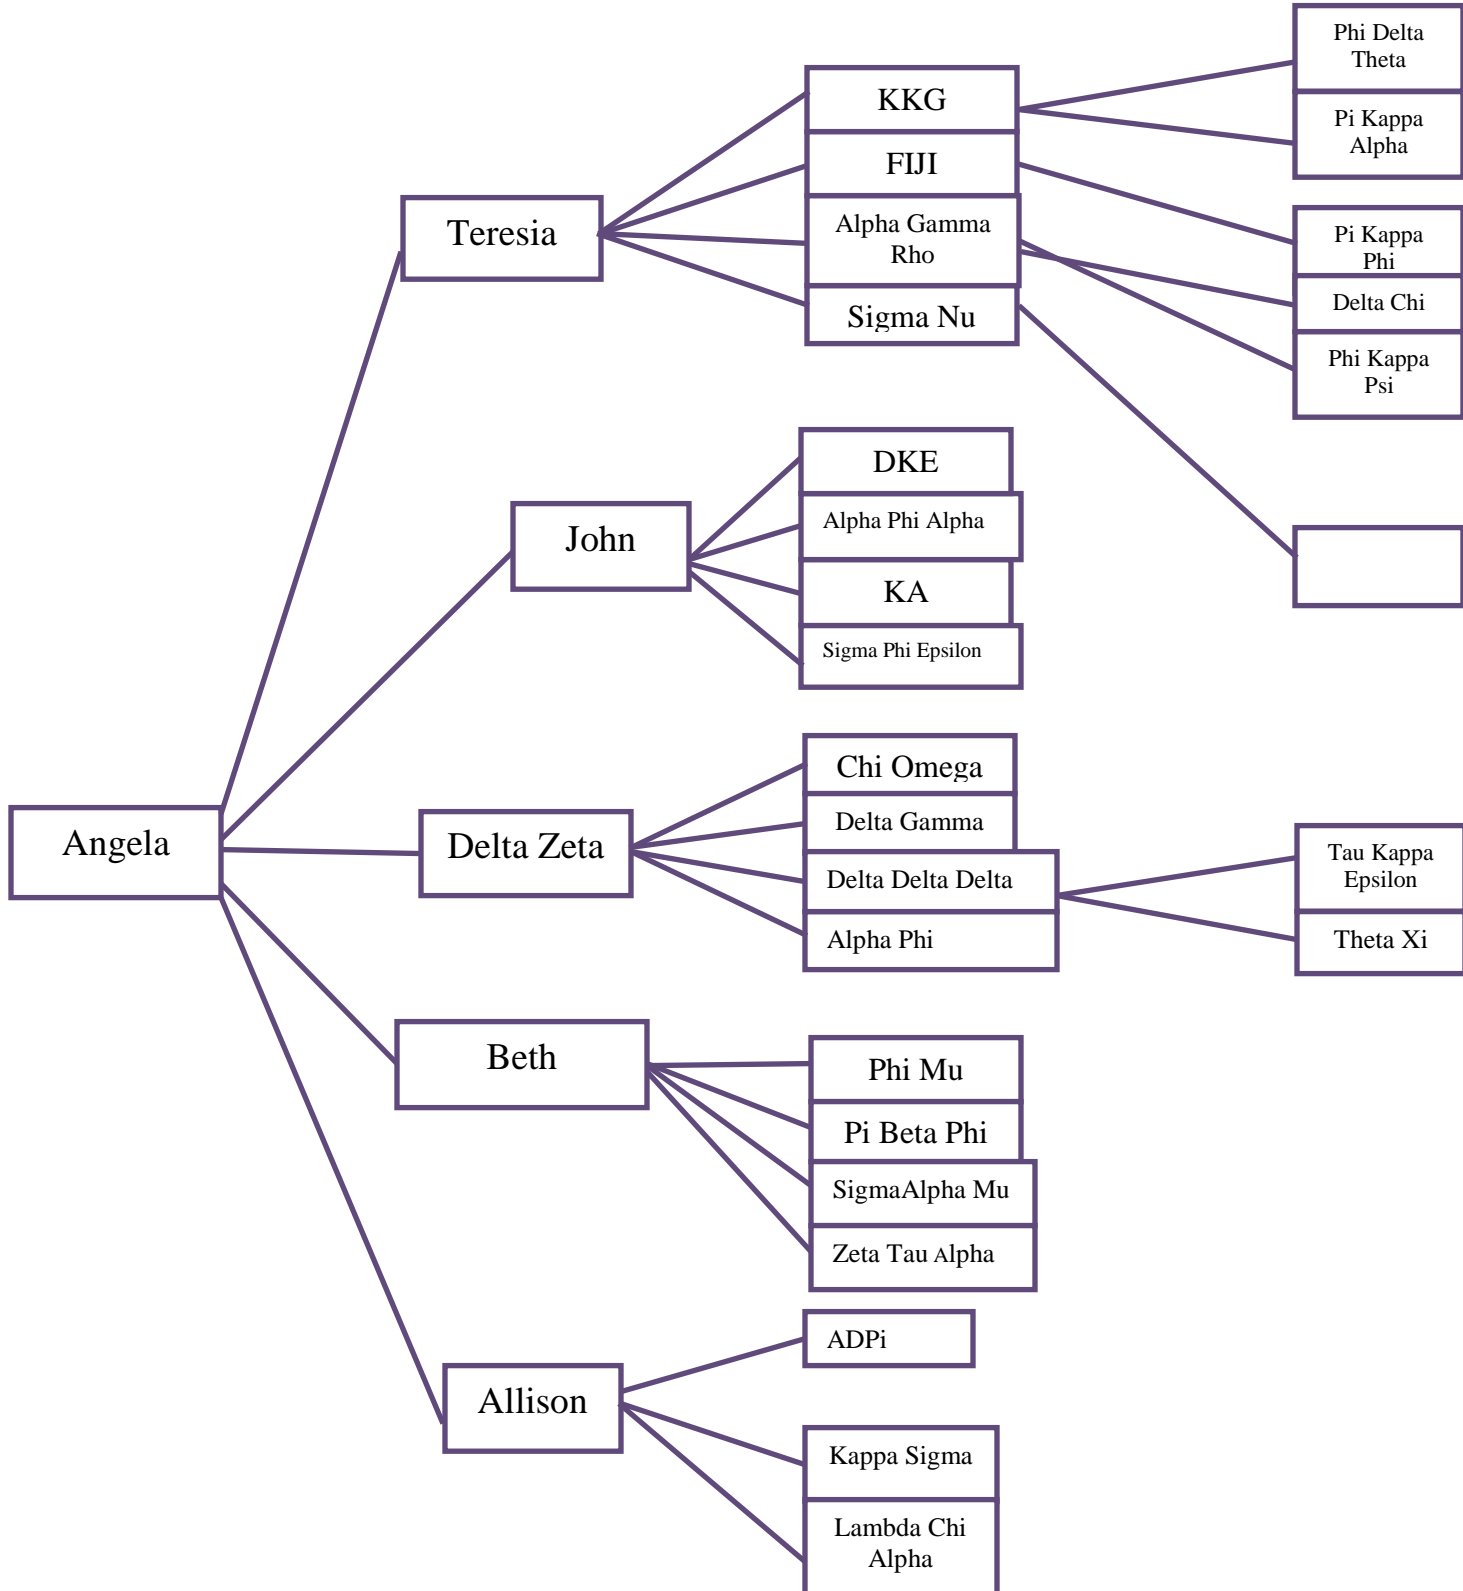 Phi Delta
Theta
KKG
Pi Kappa
Alpha
FIJI
Teresia
Alpha Gamma
Rho
Pi Kappa
Phi
Delta Chi
Sigma Nu
Phi Kappa
Psi
DKE
Alpha Phi Alpha
John
KA
Sigma Phi Epsilon
Chi Omega
Delta Gamma
Angela
Delta Zeta
Delta Delta Delta
Tau Kappa
Epsilon
Alpha Phi
Theta Xi
Beth
Phi Mu
Pi Beta Phi
SigmaAlpha Mu
Zeta Tau Alpha
ADPi
Allison
Kappa Sigma
Lambda Chi
Alpha